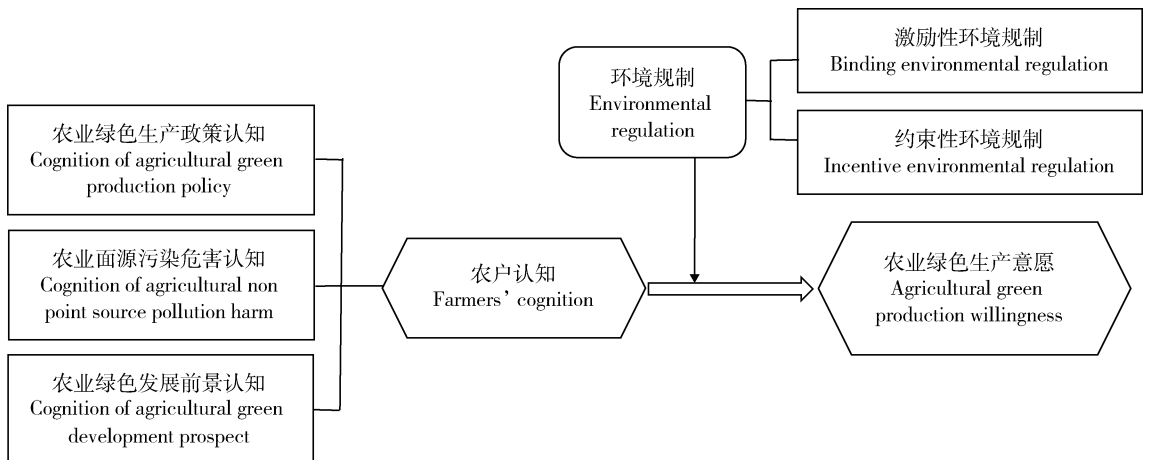 农业绿色生产政策认知
Cognition of agricultural green
production policy
农业面源污染危害认知
Cognition of agricultural non
point source pollution harm
农业绿色发展前景认知
Cognition of agricultural green
development prospect
农户认知
Farmers’ cognition
环境规制
Environmental
regulation
激励性环境规制
Binding environmental regulation
约束性环境规制
Incentive environmental regulation
农业绿色生产意愿
Agricultural green
production willingness